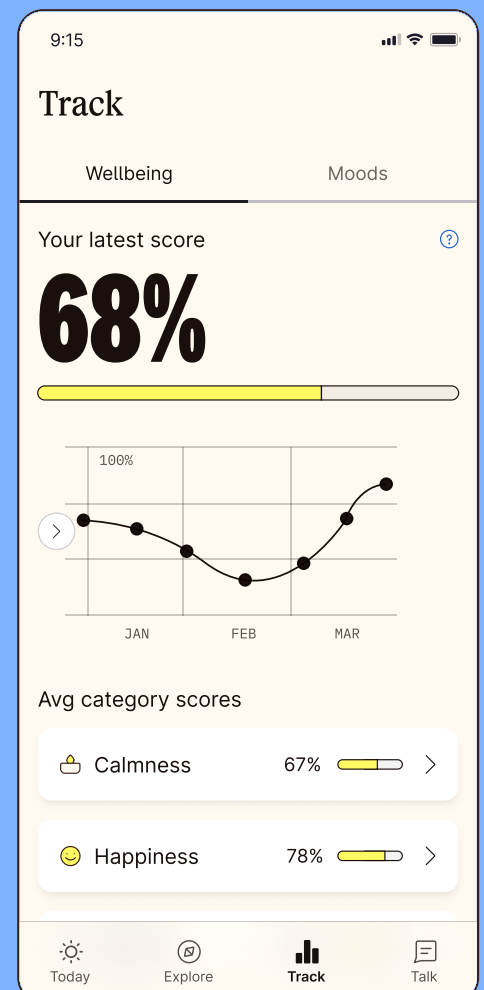 9:15
Track
Wellbeing Moods
Your latest score ?
68%
100%
JAN FEB MAR
Avg category scores
Calmness 67%
Happiness 78%
Today Explore Track Talk